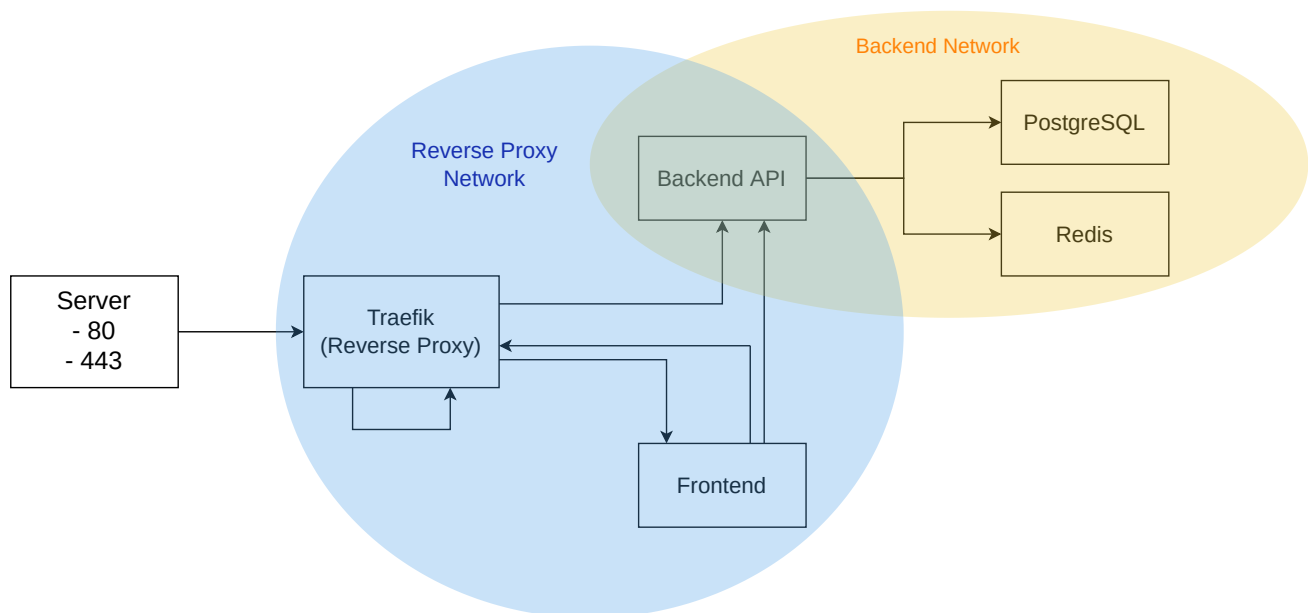 Backend Network
PostgreSQL
Reverse Proxy
Network
Backend API
Redis
Server
- 80
- 443
Traefik
(Reverse Proxy)
Frontend